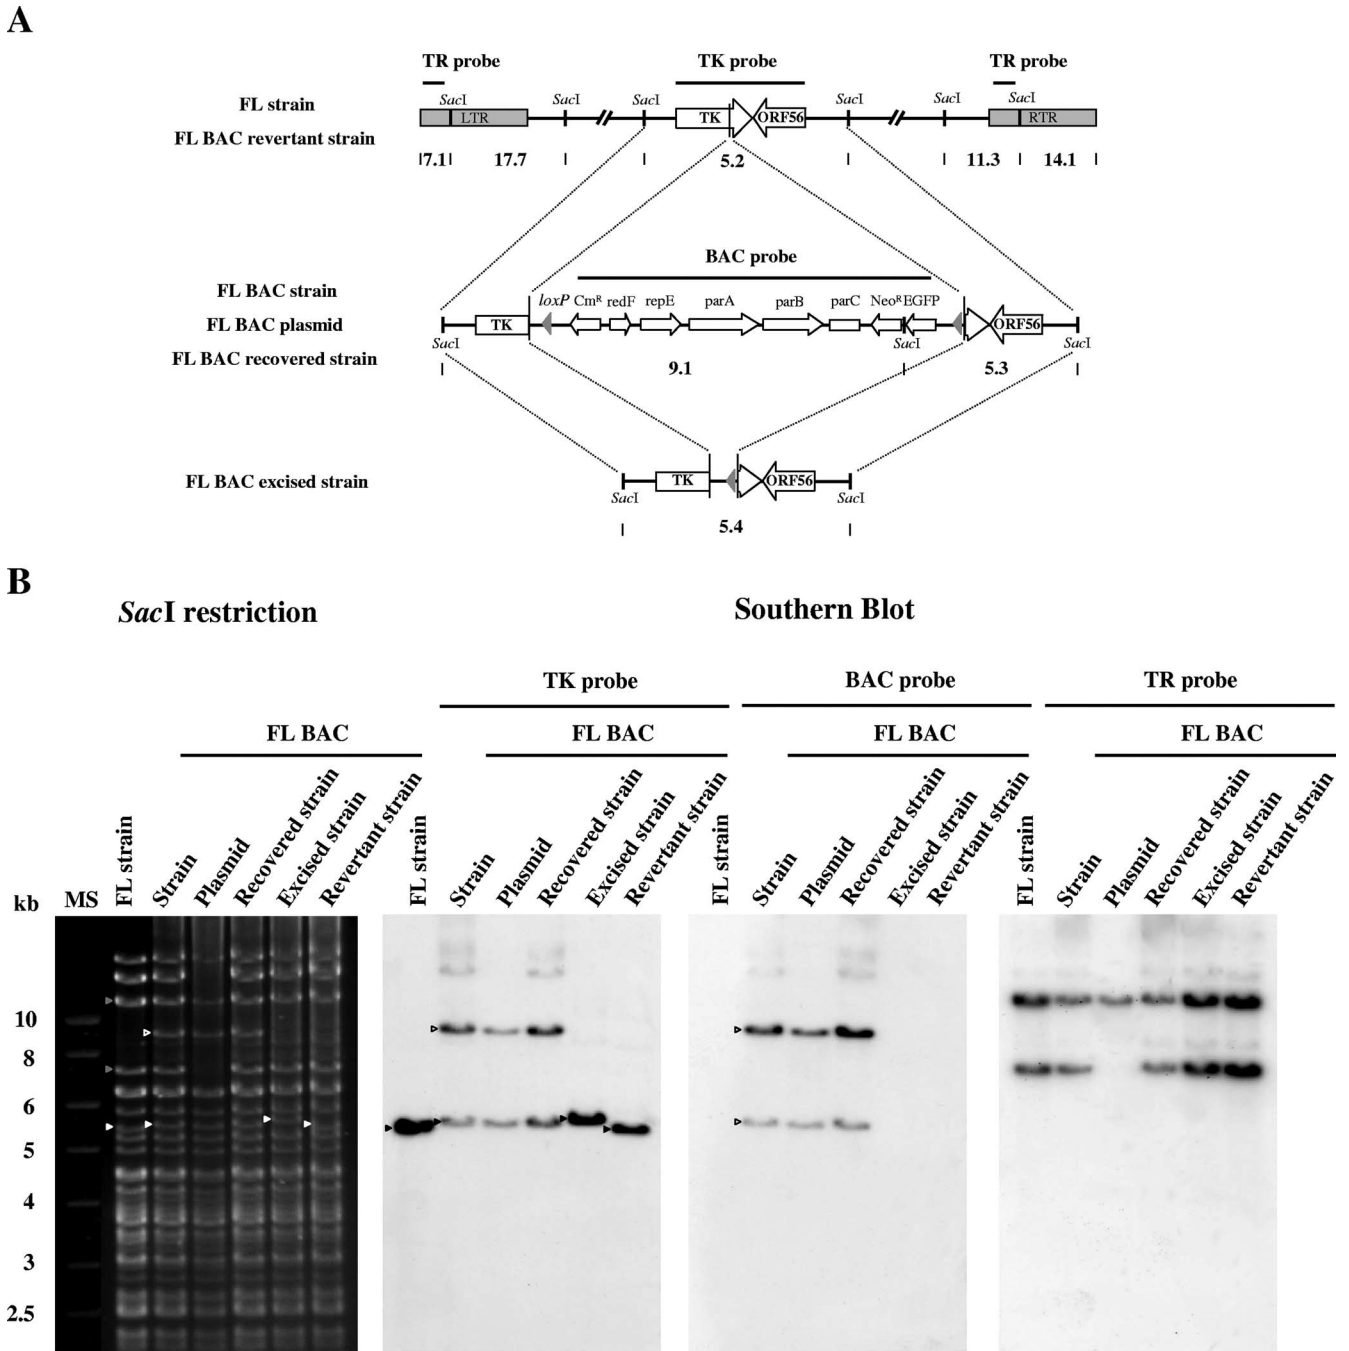 A
TR probe TK probe TR probe
FL strain
SacI SacI SacI SacI SacI SacI
LTR TK ORF56 RTR
FL BAC revertant strain
7.1 17.7 5.2 11.3 14.1
BAC probe
FL BAC strain
loxP CmR redF repE parA parB parC NeoR EGFP
FL BAC plasmid
TK ORF56
SacI SacI SacI
FL BAC recovered strain
9.1 5.3
FL BAC excised strain
TK ORF56
SacI SacI
5.4
B
SacI restriction Southern Blot
TK probe BAC probe TR probe
FL BAC FL BAC FL BAC FL BAC
kb MS FL strain Strain Plasmid Recovered strain Excised strain Revertant strain
FL strain Strain Plasmid Recovered strain Excised strain Revertant strain
FL strain Strain Plasmid Recovered strain Excised strain Revertant strain
FL strain Strain Plasmid Recovered strain Excised strain Revertant strain
10
8
6
5
4
3
2.5